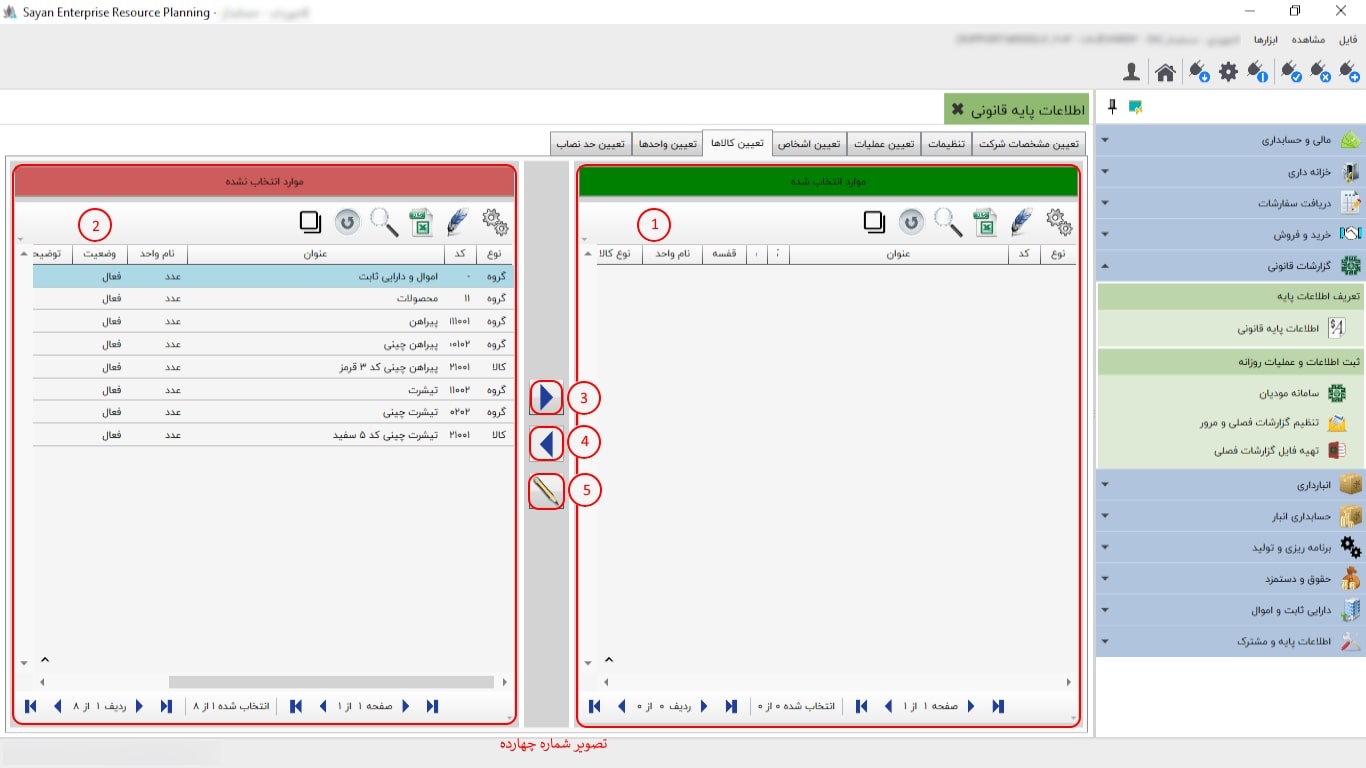 Sayan Enterprise Resource Planning -
فایل مشاهده ابزارها
اطلاعات پایه قانونی
تعیین مشخصات شرکت تنظیمات تعیین عملیات تعیین اشخاص تعیین کالاها تعیین واحدها تعیین حد نصاب
مالی و حسابداری
خزانه داری
دریافت سفارشات
خرید و فروش
گزارشات قانونی
تعریف اطلاعات پایه
اطلاعات پایه قانونی
ثبت اطلاعات و عملیات روزانه
سامانه مودیان
تنظیم گزارشات فصلی و مرور
تهیه فایل گزارشات فصلی
انبارداری
حسابداری انبار
برنامه ریزی و تولید
حقوق و دستمزد
دارایی ثابت و اموال
اطلاعات پایه و مشترک
موارد انتخاب شده
1
نوع کد عنوان قفسه نام واحد نوع کالا
صفحه ۱ از ۱ انتخاب شده ۰ از ۰ ردیف ۰ از ۰
3
4
5
موارد انتخاب نشده
2
نوع کد عنوان نام واحد وضعیت توضیح
گروه - اموال و دارایی ثابت عدد فعال
گروه ۱۱ محصولات عدد فعال
گروه ۱۱۱۰۰۱ پیراهن عدد فعال
گروه ۰۱۰۲ پیراهن چینی عدد فعال
کالا ۲۱۰۰۱ پیراهن چینی کد ۳ قرمز عدد فعال
گروه ۱۱۰۰۲ تیشرت عدد فعال
گروه ۰۲۰۲ تیشرت چینی عدد فعال
کالا ۲۱۰۰۱ تیشرت چینی کد ۵ سفید عدد فعال
صفحه ۱ از ۱ انتخاب شده ۱ از ۸ ردیف ۱ از ۸
تصویر شماره چهارده